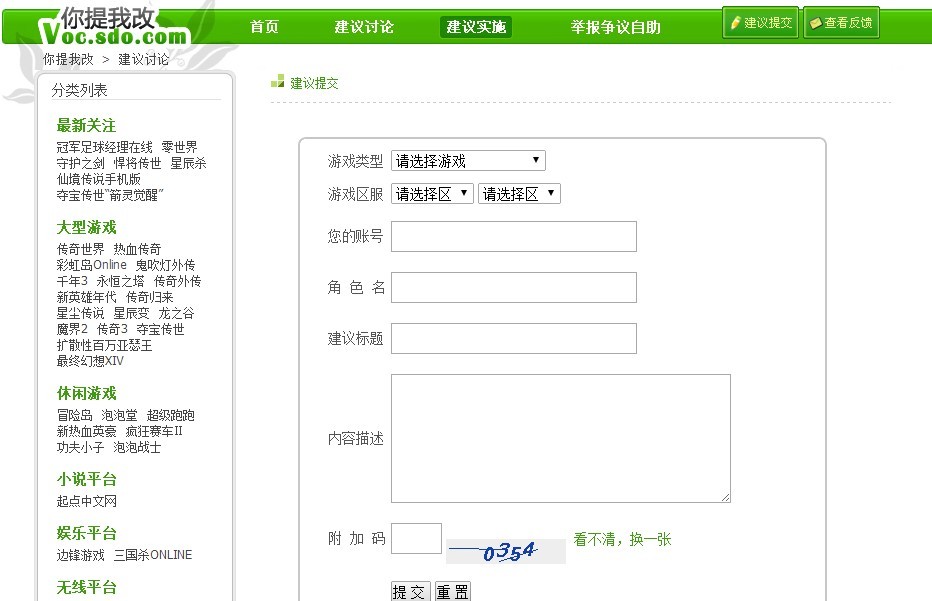 你提我改
Voc.sdo.com
首页 建议讨论 建议实施 举报争议自助 建议提交 查看反馈
你提我改 > 建议讨论
分类列表
最新关注
冠军足球经理在线 零世界
守护之剑 悍将传世 星辰杀
仙境传说手机版
夺宝传世“箭灵觉醒”
大型游戏
传奇世界 热血传奇
彩虹岛Online 鬼吹灯外传
千年3 永恒之塔 传奇外传
新英雄年代 传奇归来
星尘传说 星辰变 龙之谷
魔界2 传奇3 夺宝传世
扩散性百万亚瑟王
最终幻想XIV
休闲游戏
冒险岛 泡泡堂 超级跑跑
新热血英豪 疯狂赛车II
功夫小子 泡泡战士
小说平台
起点中文网
娱乐平台
边锋游戏 三国杀ONLINE
无线平台
建议提交
游戏类型 请选择游戏
游戏区服 请选择区 请选择区
您的账号
角 色 名
建议标题
内容描述
附 加 码 0354 看不清，换一张
提 交 重 置